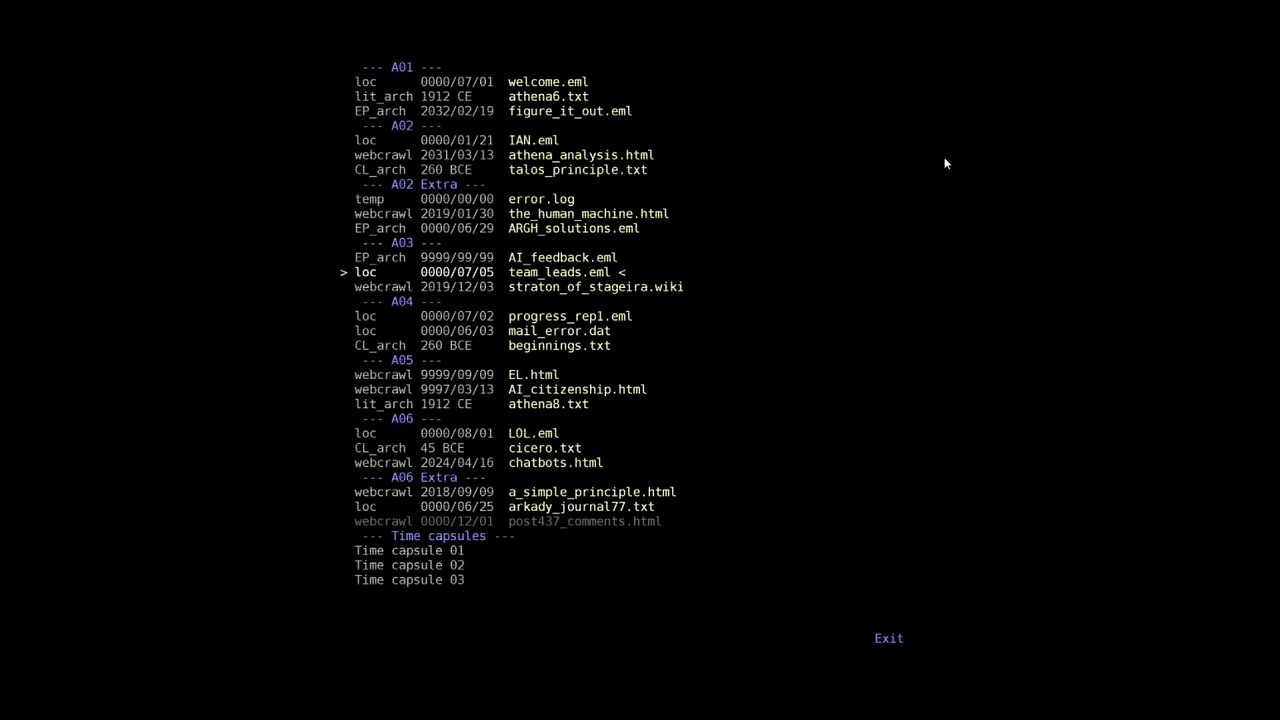 --- A01 ---
loc 0000/07/01 welcome.eml
lit_arch 1912 CE athena6.txt
EP_arch 2032/02/19 figure_it_out.eml
--- A02 ---
loc 0000/01/21 IAN.eml
webcrawl 2031/03/13 athena_analysis.html
CL_arch 260 BCE talos_principle.txt
--- A02 Extra ---
temp 0000/00/00 error.log
webcrawl 2019/01/30 the_human_machine.html
EP_arch 0000/06/29 ARGH_solutions.eml
--- A03 ---
EP_arch 9999/99/99 AI_feedback.eml
> loc 0000/07/05 team_leads.eml <
webcrawl 2019/12/03 straton_of_stageira.wiki
--- A04 ---
loc 0000/07/02 progress_rep1.eml
loc 0000/06/03 mail_error.dat
CL_arch 260 BCE beginnings.txt
--- A05 ---
webcrawl 9999/09/09 EL.html
webcrawl 9997/03/13 AI_citizenship.html
lit_arch 1912 CE athena8.txt
--- A06 ---
loc 0000/08/01 LOL.eml
CL_arch 45 BCE cicero.txt
webcrawl 2024/04/16 chatbots.html
--- A06 Extra ---
webcrawl 2018/09/09 a_simple_principle.html
loc 0000/06/25 arkady_journal77.txt
webcrawl 0000/12/01 post437_comments.html
--- Time capsules ---
Time capsule 01
Time capsule 02
Time capsule 03
Exit